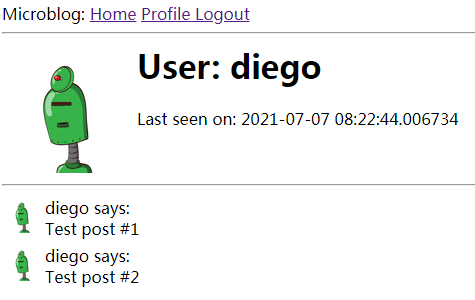 Microblog: Home Profile Logout
User: diego
Last seen on: 2021-07-07 08:22:44.006734
diego says:
Test post #1
diego says:
Test post #2